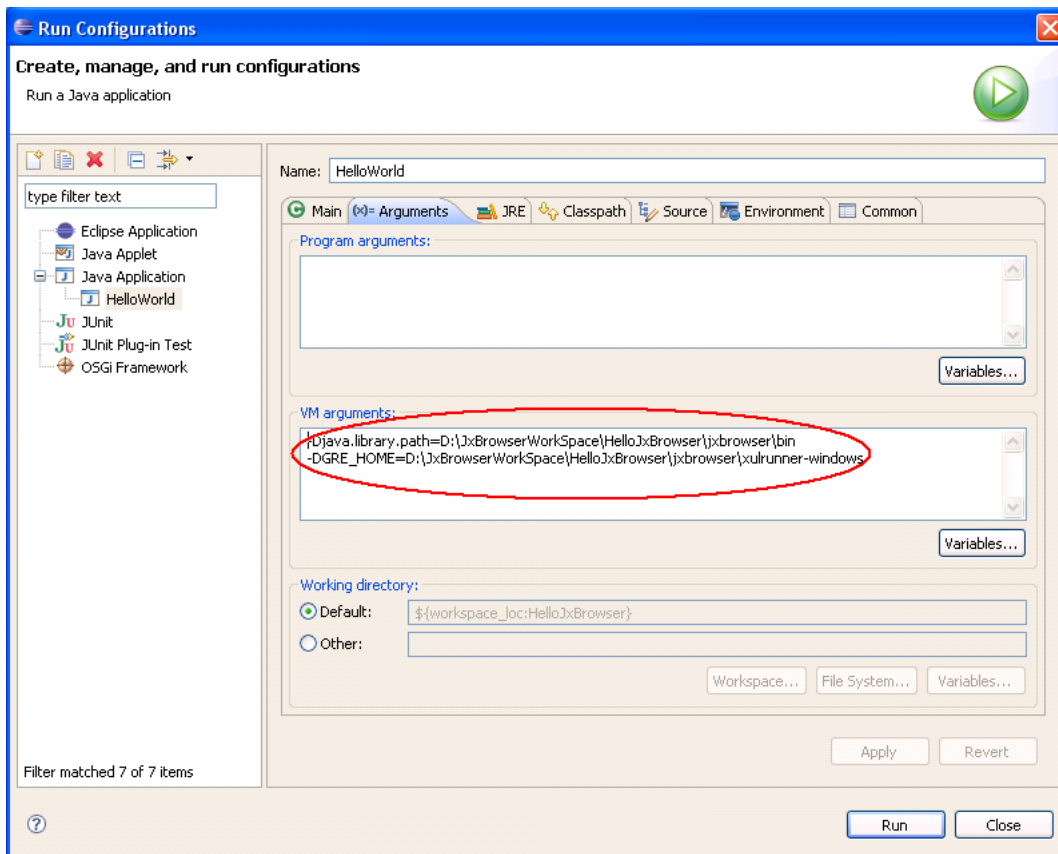 Run Configurations
Create, manage, and run configurations
Run a Java application
type filter text
Eclipse Application
Java Applet
Java Application
HelloWorld
JUnit
JUnit Plug-in Test
OSGi Framework
Filter matched 7 of 7 items
Name: HelloWorld
Main (x)= Arguments JRE Classpath Source Environment Common
Program arguments:
Variables...
VM arguments:
-Djava.library.path=D:\JxBrowserWorkSpace\HelloJxBrowser\jxbrowser\bin
-DGRE_HOME=D:\JxBrowserWorkSpace\HelloJxBrowser\jxbrowser\xulrunner-windows
Variables...
Working directory:
Default: ${workspace_loc:HelloJxBrowser}
Other:
Workspace... File System... Variables...
Apply Revert
Run Close